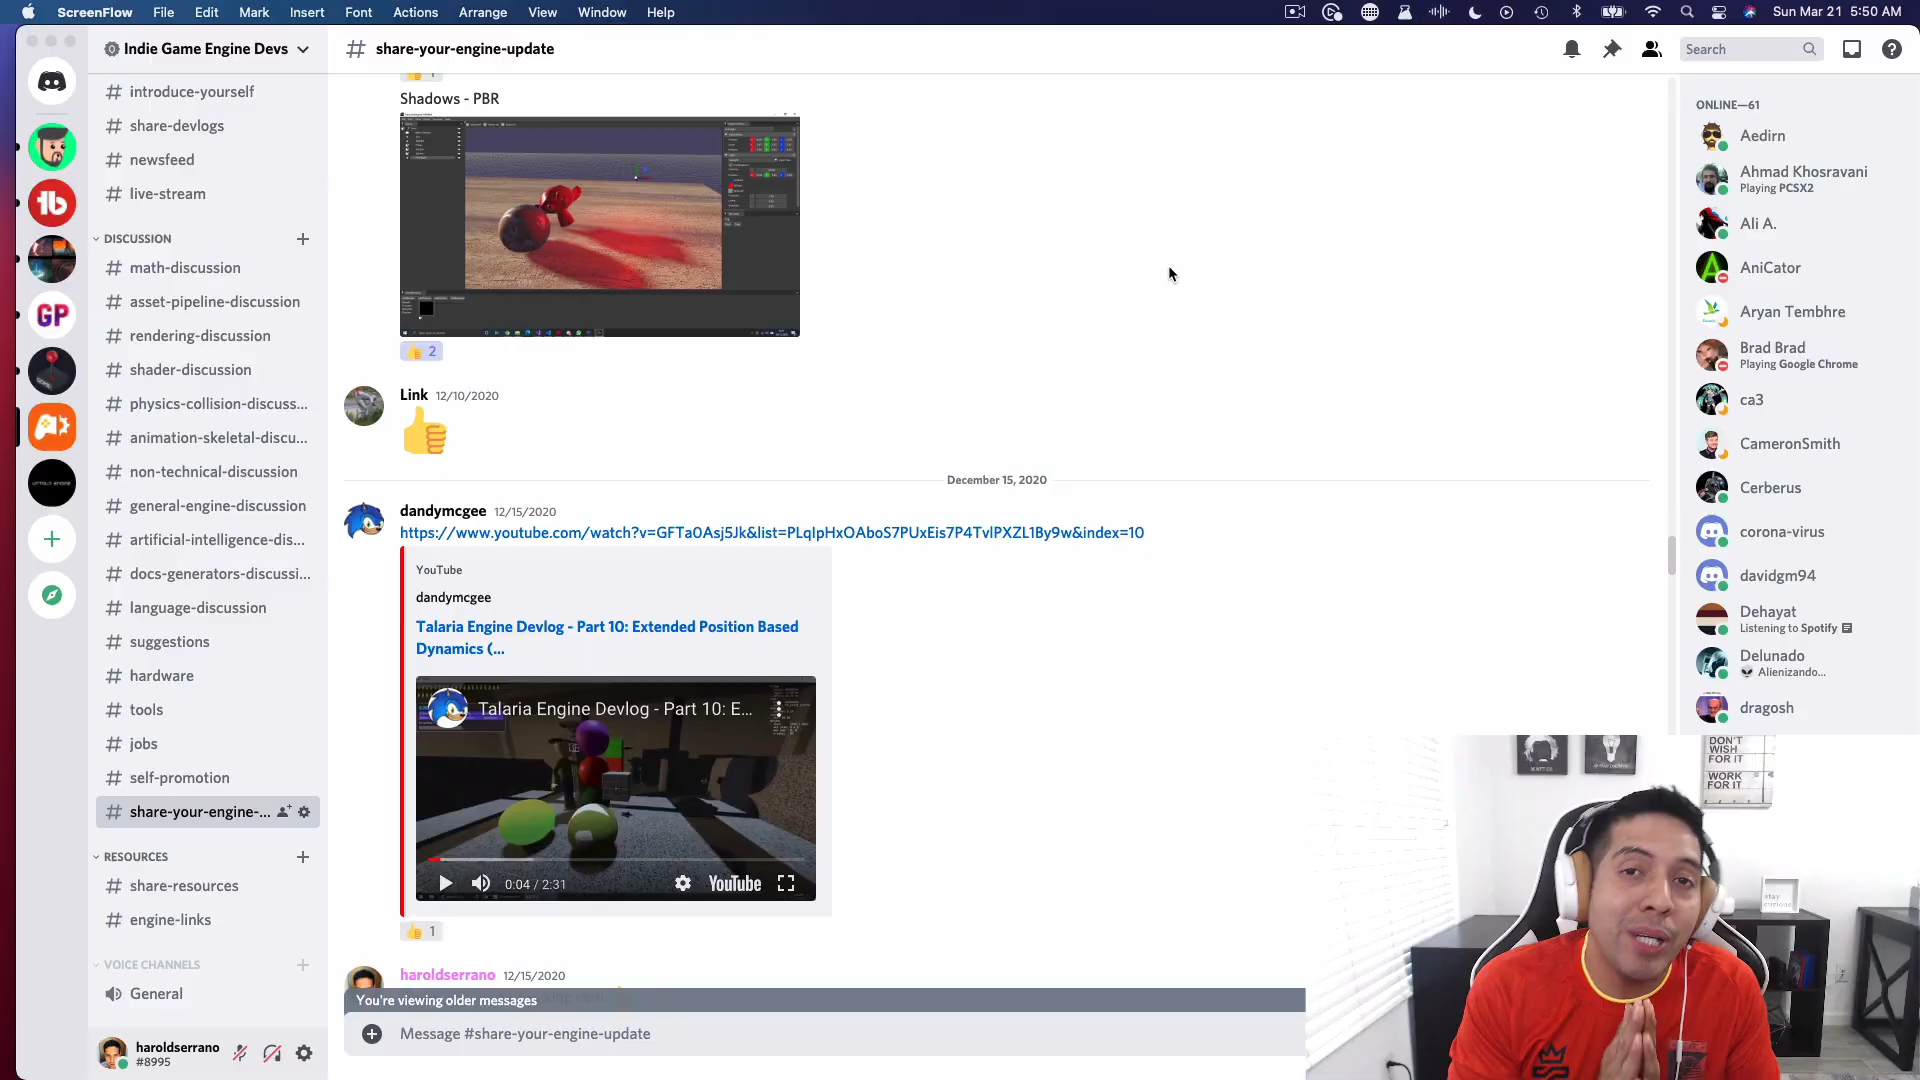 ScreenFlow File Edit Mark Insert Font Actions Arrange View Window Help
Sun Mar 21 5:50 AM
Indie Game Engine Devs
# share-your-engine-update
Search
# introduce-yourself
# share-devlogs
# newsfeed
# live-stream
DISCUSSION
# math-discussion
# asset-pipeline-discussion
# rendering-discussion
# shader-discussion
# physics-collision-discuss...
# animation-skeletal-discu...
# non-technical-discussion
# general-engine-discussion
# artificial-intelligence-dis...
# docs-generators-discussi...
# language-discussion
# suggestions
# hardware
# tools
# jobs
# self-promotion
# share-your-engine-...
RESOURCES
# share-resources
# engine-links
VOICE CHANNELS
General
haroldserrano
#8995
tb
GP
1
Shadows - PBR
2
Link 12/10/2020
December 15, 2020
dandymcgee 12/15/2020
https://www.youtube.com/watch?v=GFTa0Asj5Jk&list=PLqIpHxOAboS7PUxEis7P4TvlPXZL1By9w&index=10
YouTube
dandymcgee
Talaria Engine Devlog - Part 10: Extended Position Based
Dynamics (...
Talaria Engine Devlog - Part 10: E...
0:04 / 2:31
YouTube
1
haroldserrano 12/15/2020
You're viewing older messages
Message #share-your-engine-update
ONLINE—61
Aedirn
Ahmad Khosravani
Playing PCSX2
Ali A.
AniCator
Aryan Tembhre
Brad Brad
Playing Google Chrome
ca3
CameronSmith
Cerberus
corona-virus
davidgm94
Dehayat
Listening to Spotify
Delunado
Alienizando...
dragosh
DON'T
WISH
FOR IT
WORK
FOR IT
stay
curious